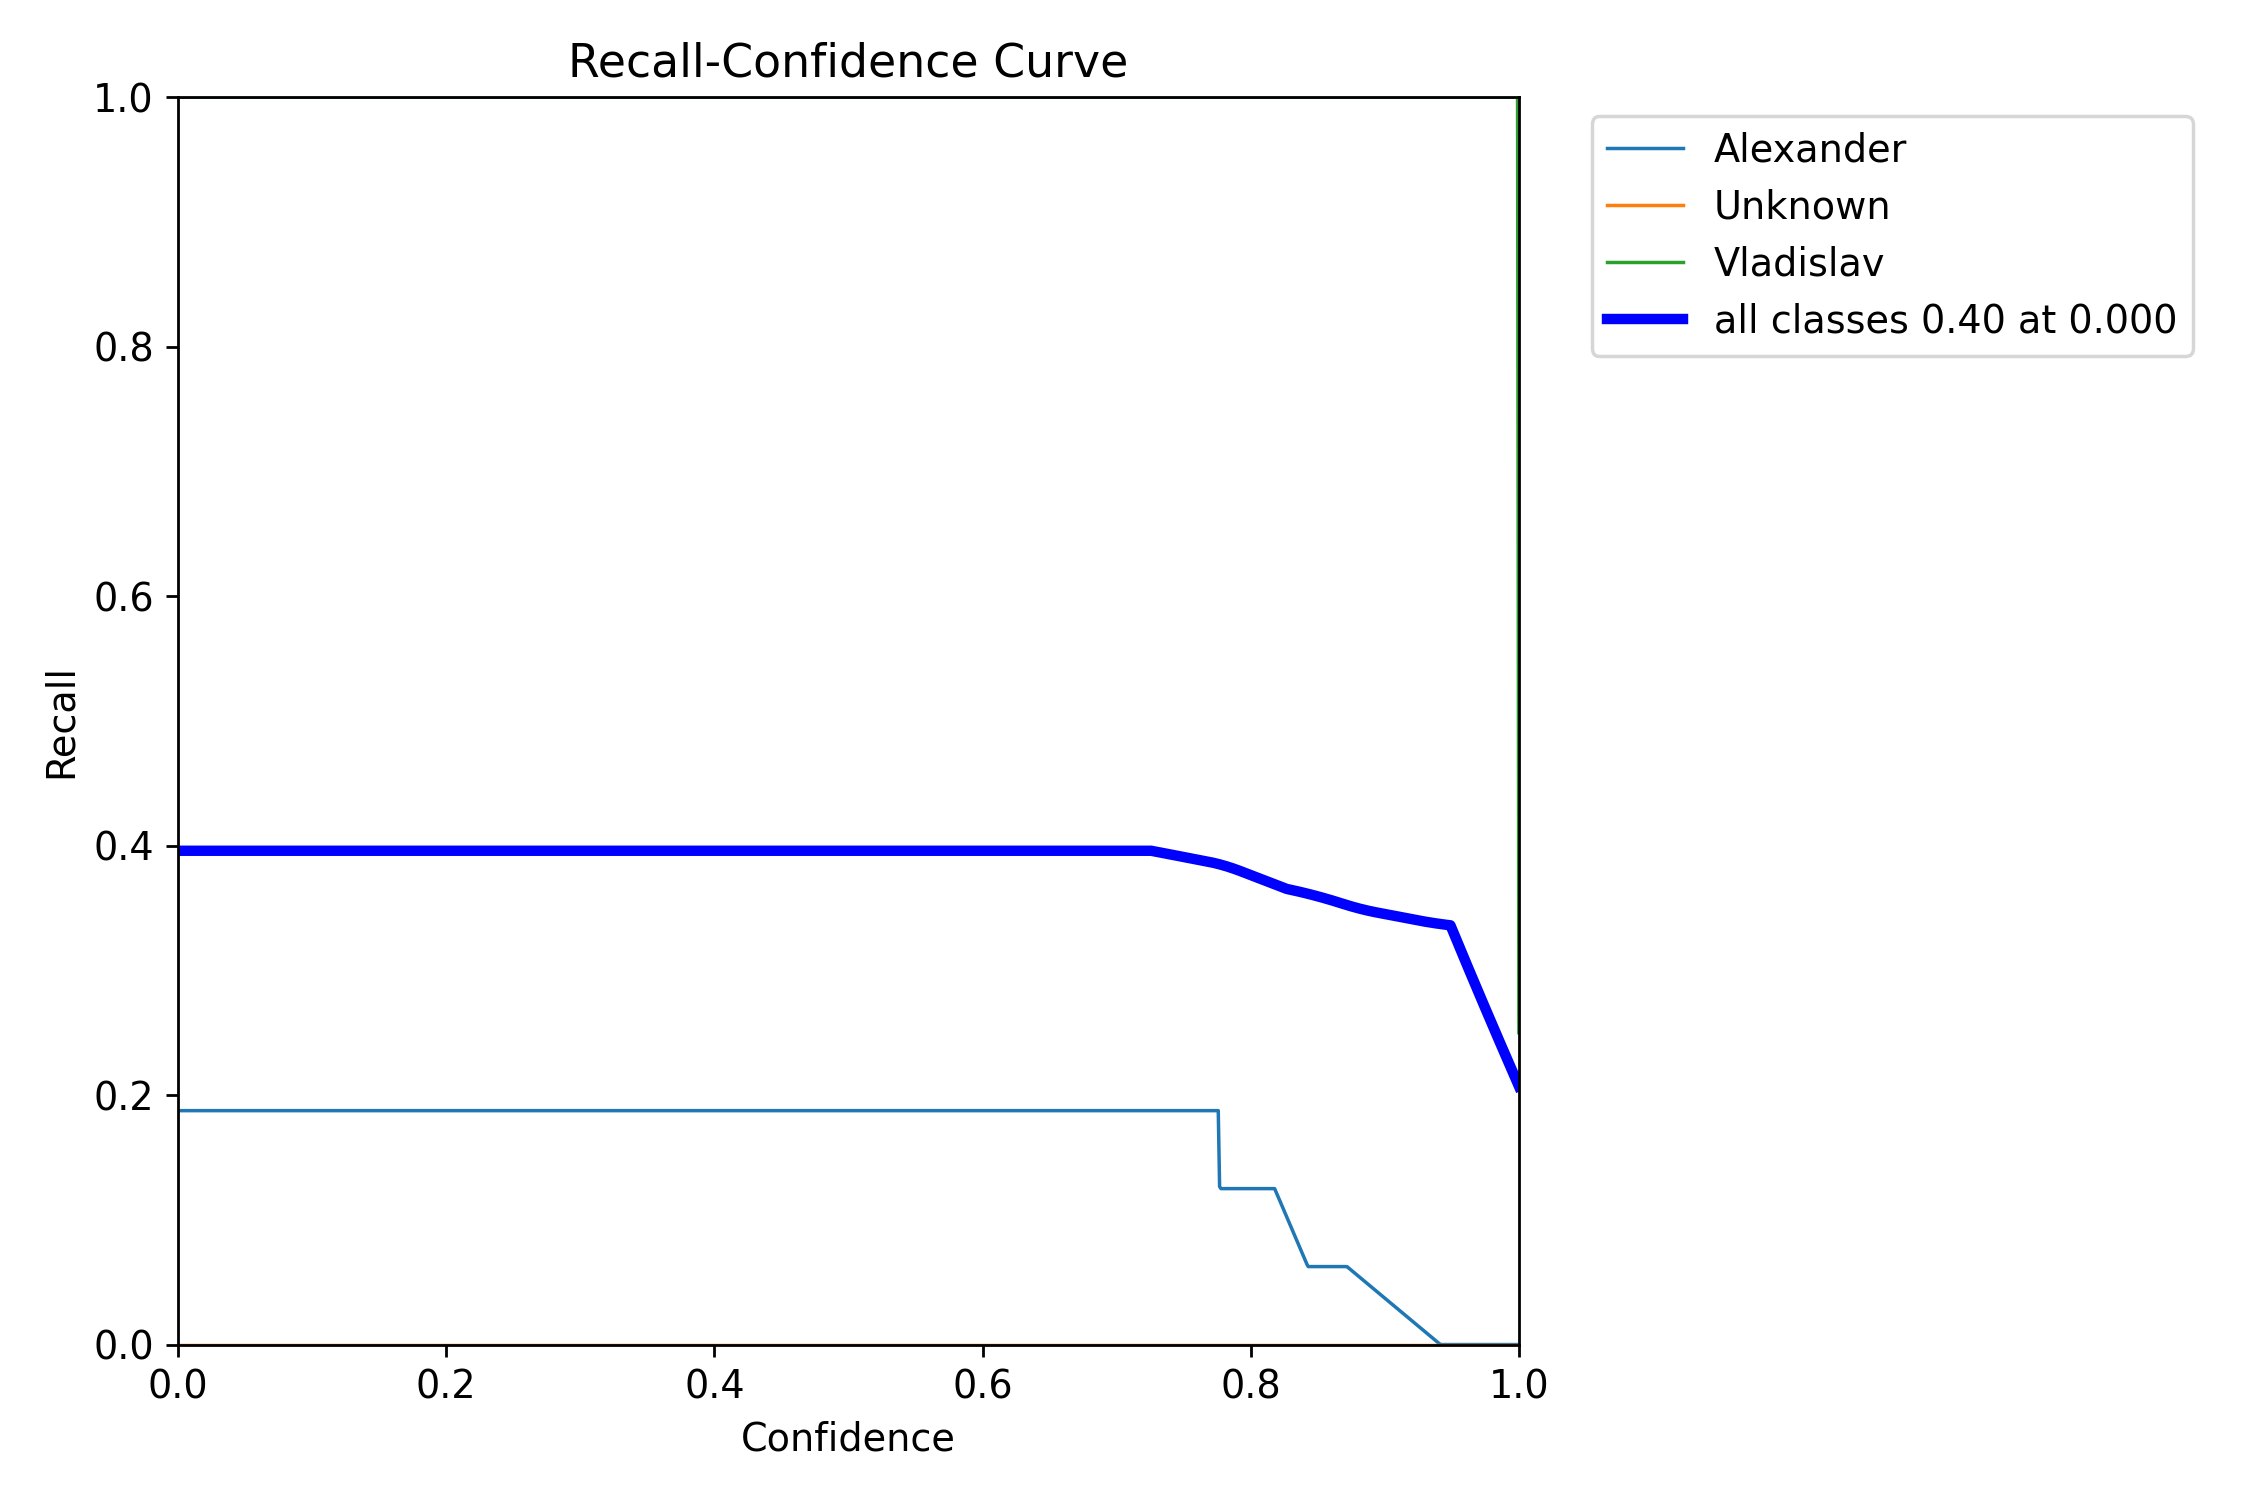 Recall-Confidence Curve
1.0
0.8
0.6
0.4
0.2
0.0
Recall
0.0 0.2 0.4 0.6 0.8 1.0
Confidence
Alexander
Unknown
Vladislav
all classes 0.40 at 0.000